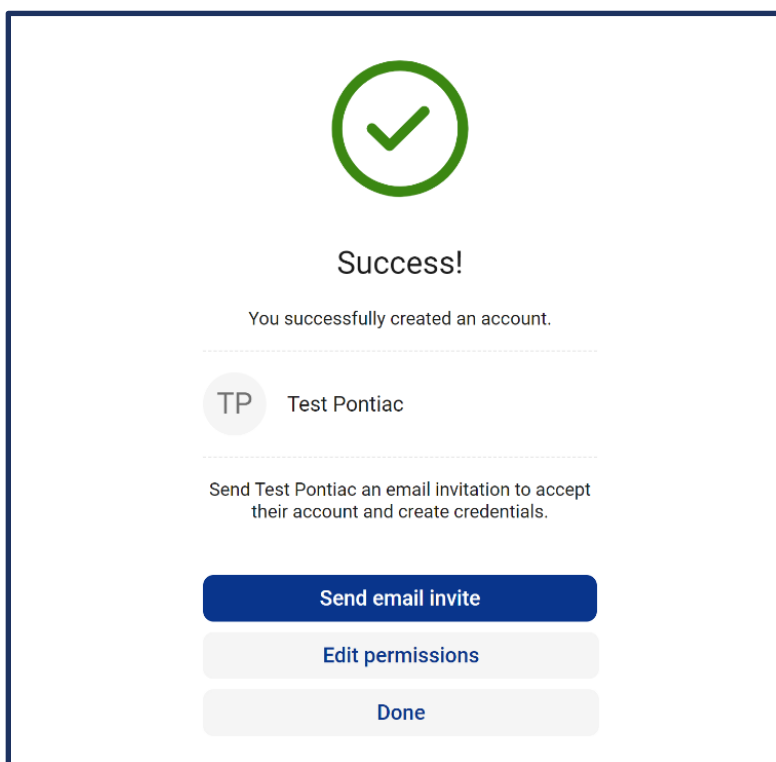 Success!
You successfully created an account.
TP
Test Pontiac
Send Test Pontiac an email invitation to accept
their account and create credentials.
Send email invite
Edit permissions
Done